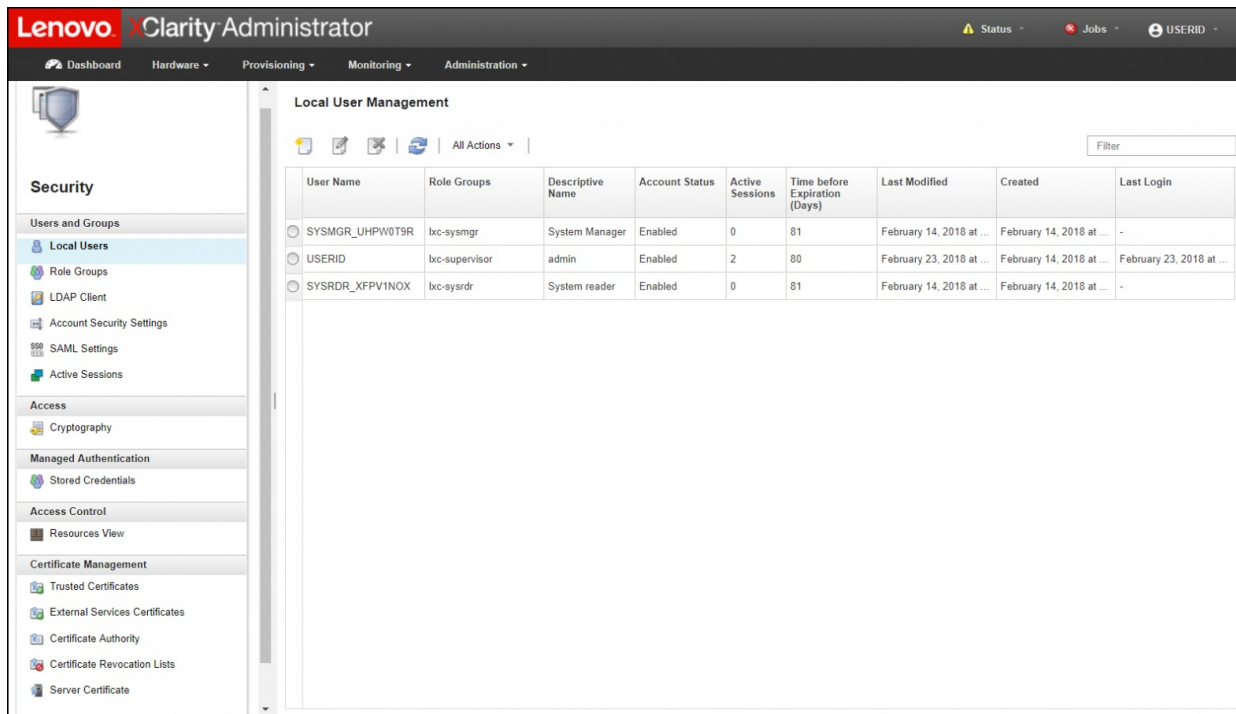 Lenovo. XClarity Administrator
Status
Jobs
USERID
Dashboard Hardware Provisioning Monitoring Administration
Security
Users and Groups
Local Users
Role Groups
LDAP Client
Account Security Settings
SAML Settings
Active Sessions
Access
Cryptography
Managed Authentication
Stored Credentials
Access Control
Resources View
Certificate Management
Trusted Certificates
External Services Certificates
Certificate Authority
Certificate Revocation Lists
Server Certificate
Local User Management
All Actions
Filter
User Name Role Groups Descriptive Name Account Status Active Sessions Time before Expiration (Days) Last Modified Created Last Login
SYSMGR_UHPW0T9R lxc-sysmgr System Manager Enabled 0 81 February 14, 2018 at ... February 14, 2018 at ... -
USERID lxc-supervisor admin Enabled 2 80 February 23, 2018 at ... February 14, 2018 at ... February 23, 2018 at ...
SYSRDR_XFPV1NOX lxc-sysrdr System reader Enabled 0 81 February 14, 2018 at ... February 14, 2018 at ... -